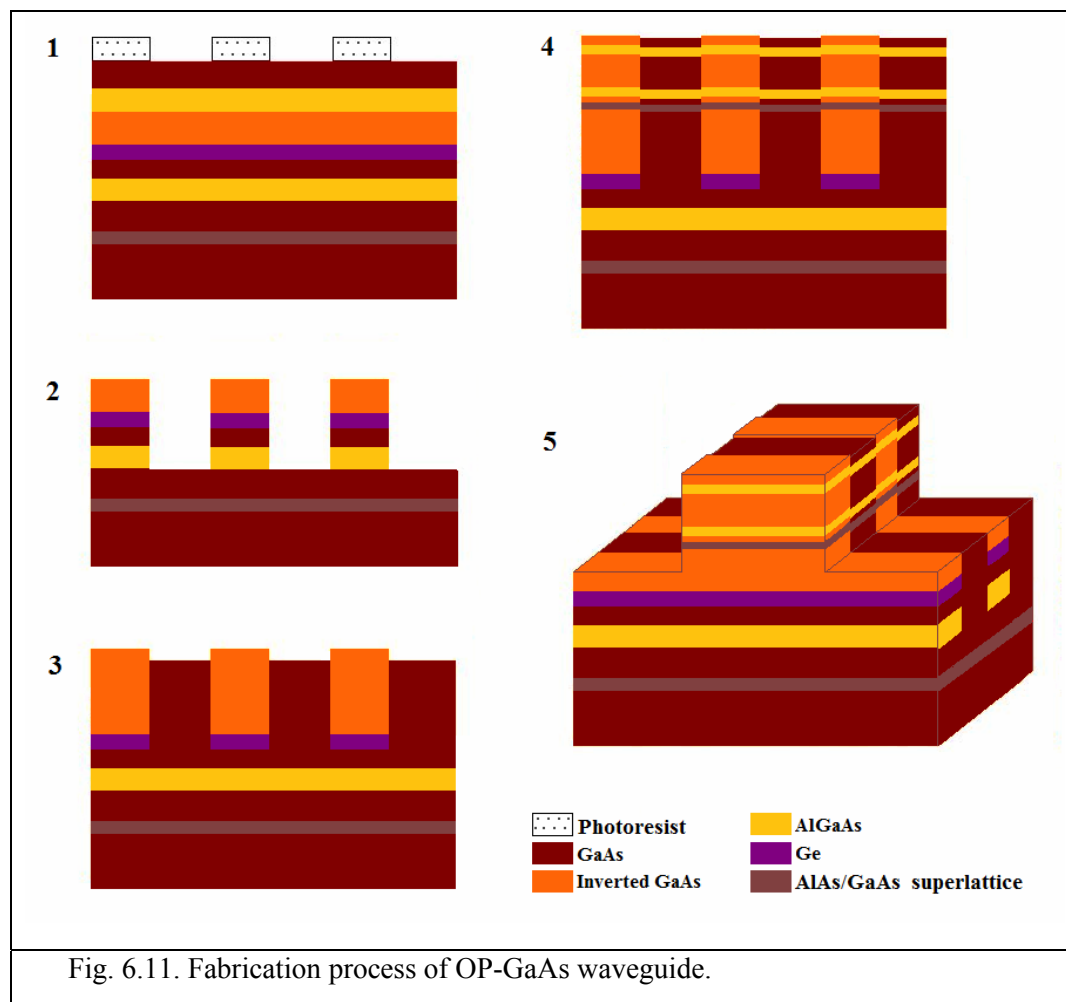 1
4
2
5
3
Photoresist
GaAs
Inverted GaAs
AlGaAs
Ge
AlAs/GaAs superlattice
Fig. 6.11. Fabrication process of OP-GaAs waveguide.